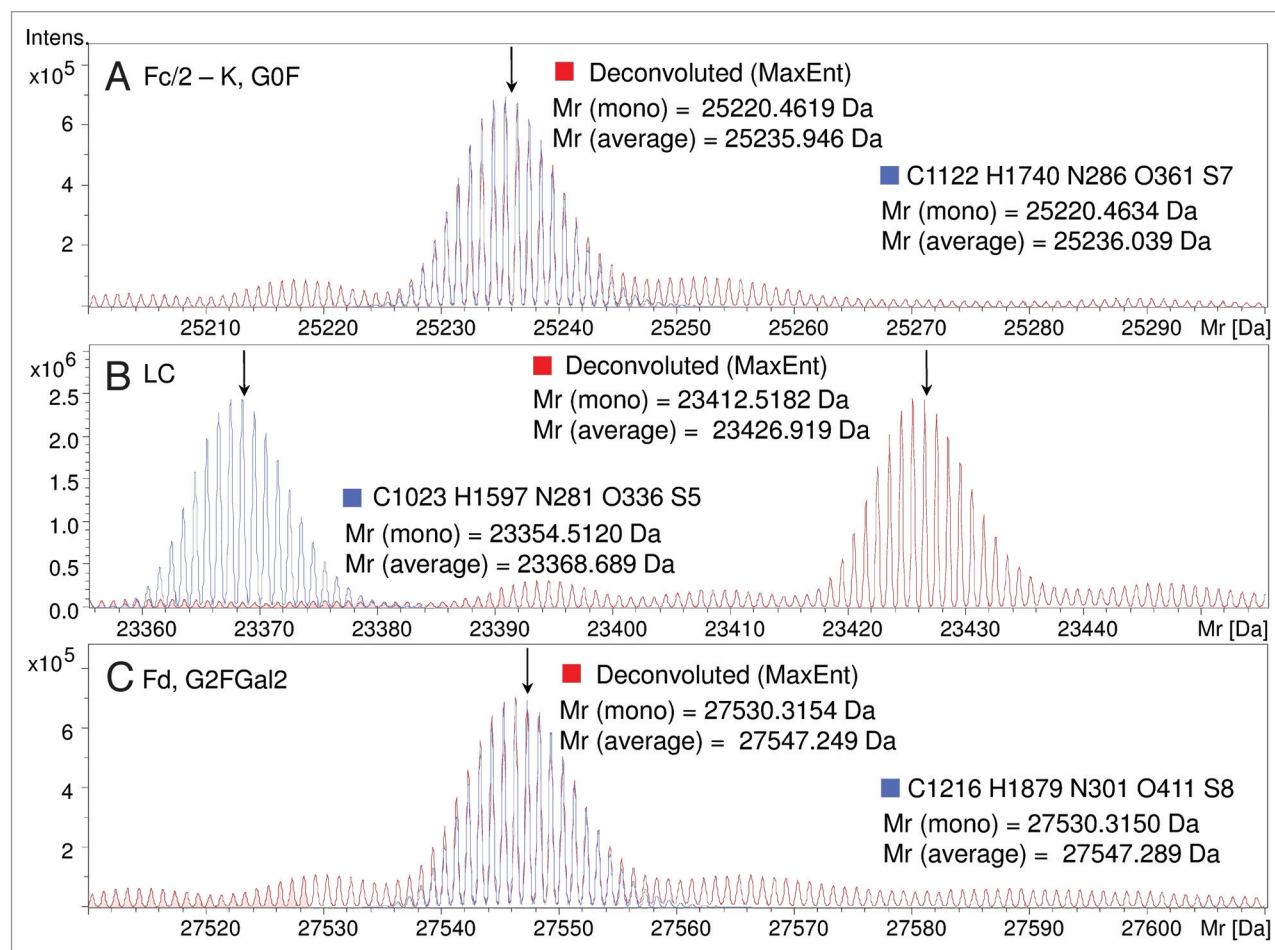 Intens.
x10⁵
A Fc/2 – K, G0F
Deconvoluted (MaxEnt)
Mr (mono) = 25220.4619 Da
Mr (average) = 25235.946 Da
C1122 H1740 N286 O361 S7
Mr (mono) = 25220.4634 Da
Mr (average) = 25236.039 Da
6
4
2
25210 25220 25230 25240 25250 25260 25270 25280 25290 Mr [Da]
x10⁶
B LC
Deconvoluted (MaxEnt)
Mr (mono) = 23412.5182 Da
Mr (average) = 23426.919 Da
C1023 H1597 N281 O336 S5
Mr (mono) = 23354.5120 Da
Mr (average) = 23368.689 Da
2.5
2.0
1.5
1.0
0.5
0.0
23360 23370 23380 23390 23400 23410 23420 23430 23440 Mr [Da]
x10⁵
C Fd, G2FGal2
Deconvoluted (MaxEnt)
Mr (mono) = 27530.3154 Da
Mr (average) = 27547.249 Da
C1216 H1879 N301 O411 S8
Mr (mono) = 27530.3150 Da
Mr (average) = 27547.289 Da
6
4
2
27520 27530 27540 27550 27560 27570 27580 27590 27600 Mr [Da]